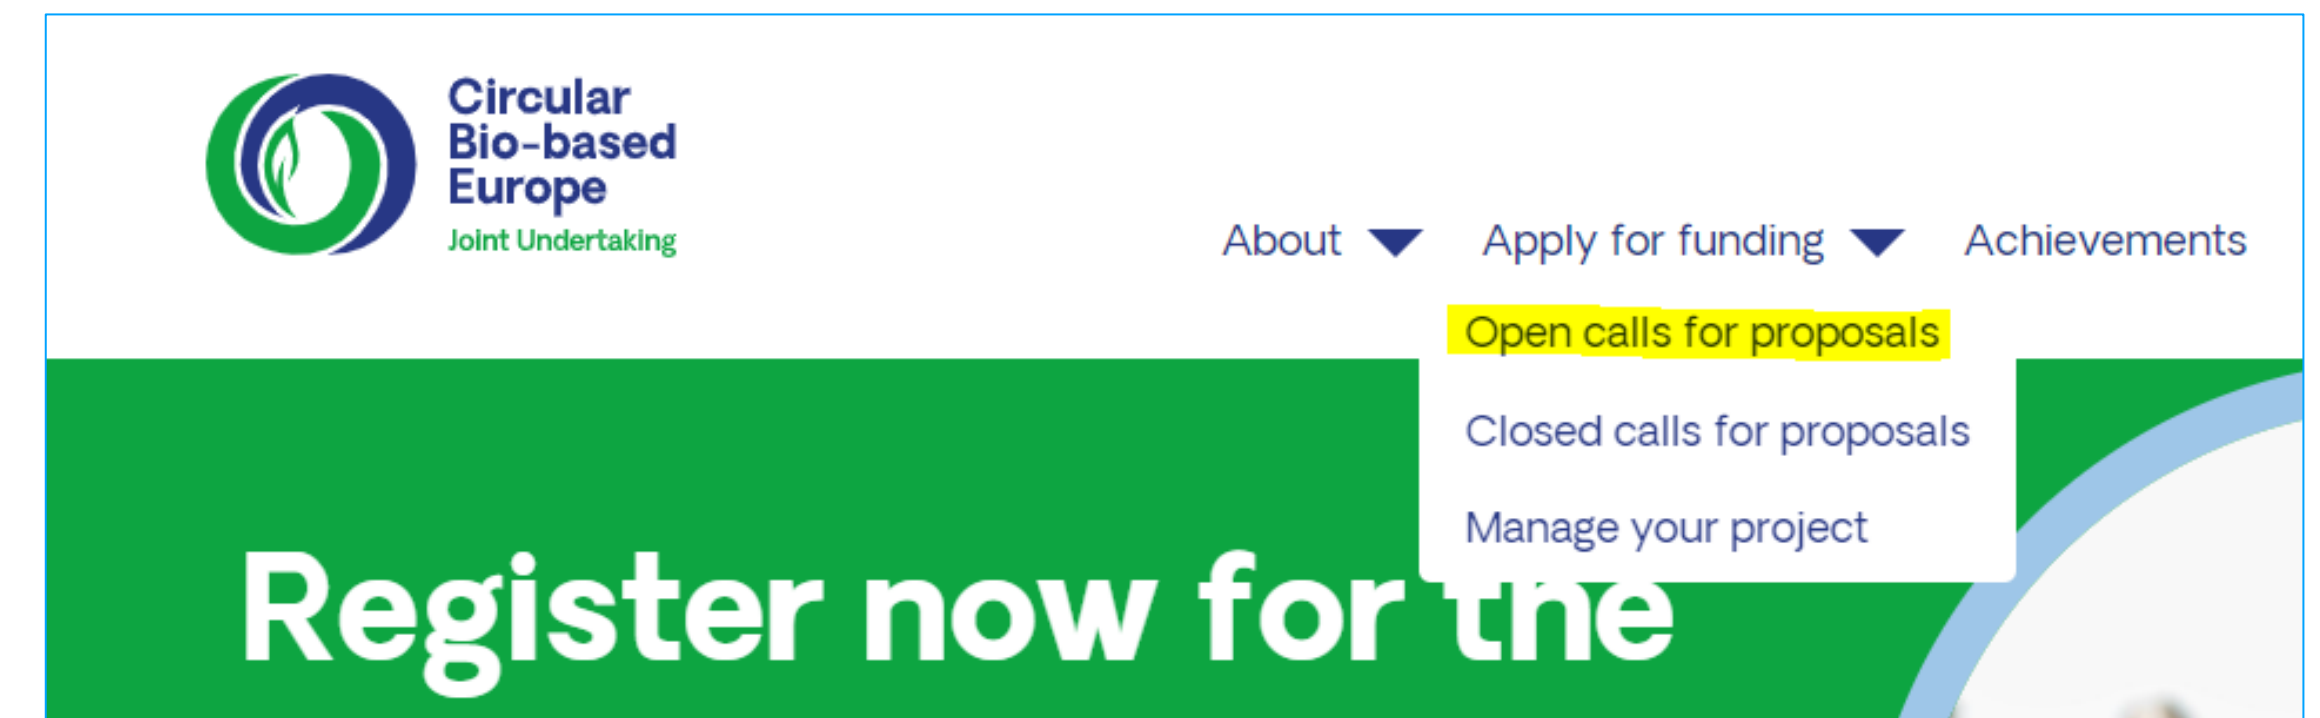 Circular
Bio-based
Europe
Joint Undertaking
About Apply for funding Achievements
Open calls for proposals
Closed calls for proposals
Manage your project
Register now for the